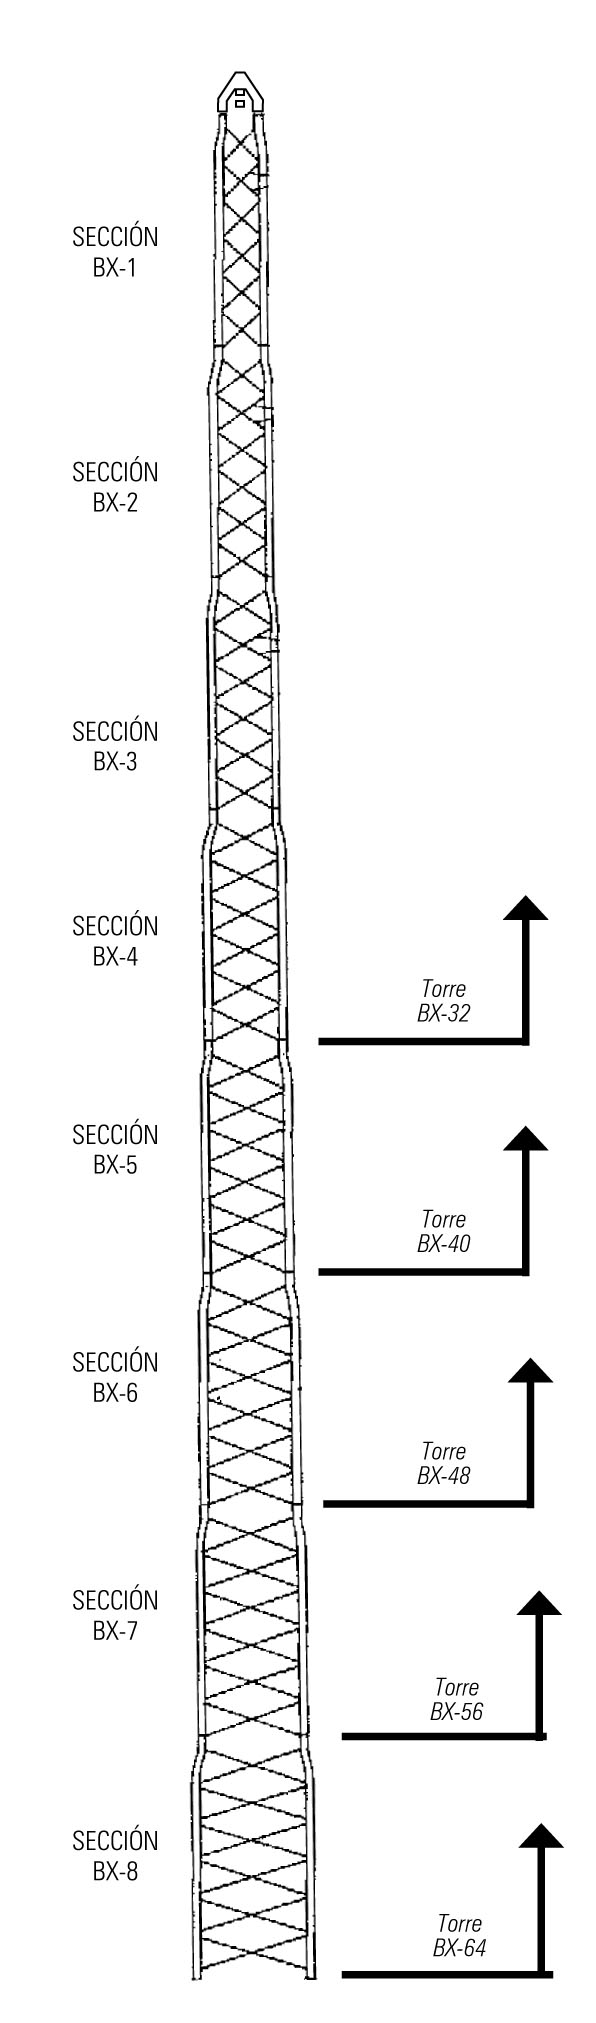 SECCIÓN
BX-1
SECCIÓN
BX-2
SECCIÓN
BX-3
SECCIÓN
BX-4
Torre
BX-32
SECCIÓN
BX-5
Torre
BX-40
SECCIÓN
BX-6
Torre
BX-48
SECCIÓN
BX-7
Torre
BX-56
SECCIÓN
BX-8
Torre
BX-64